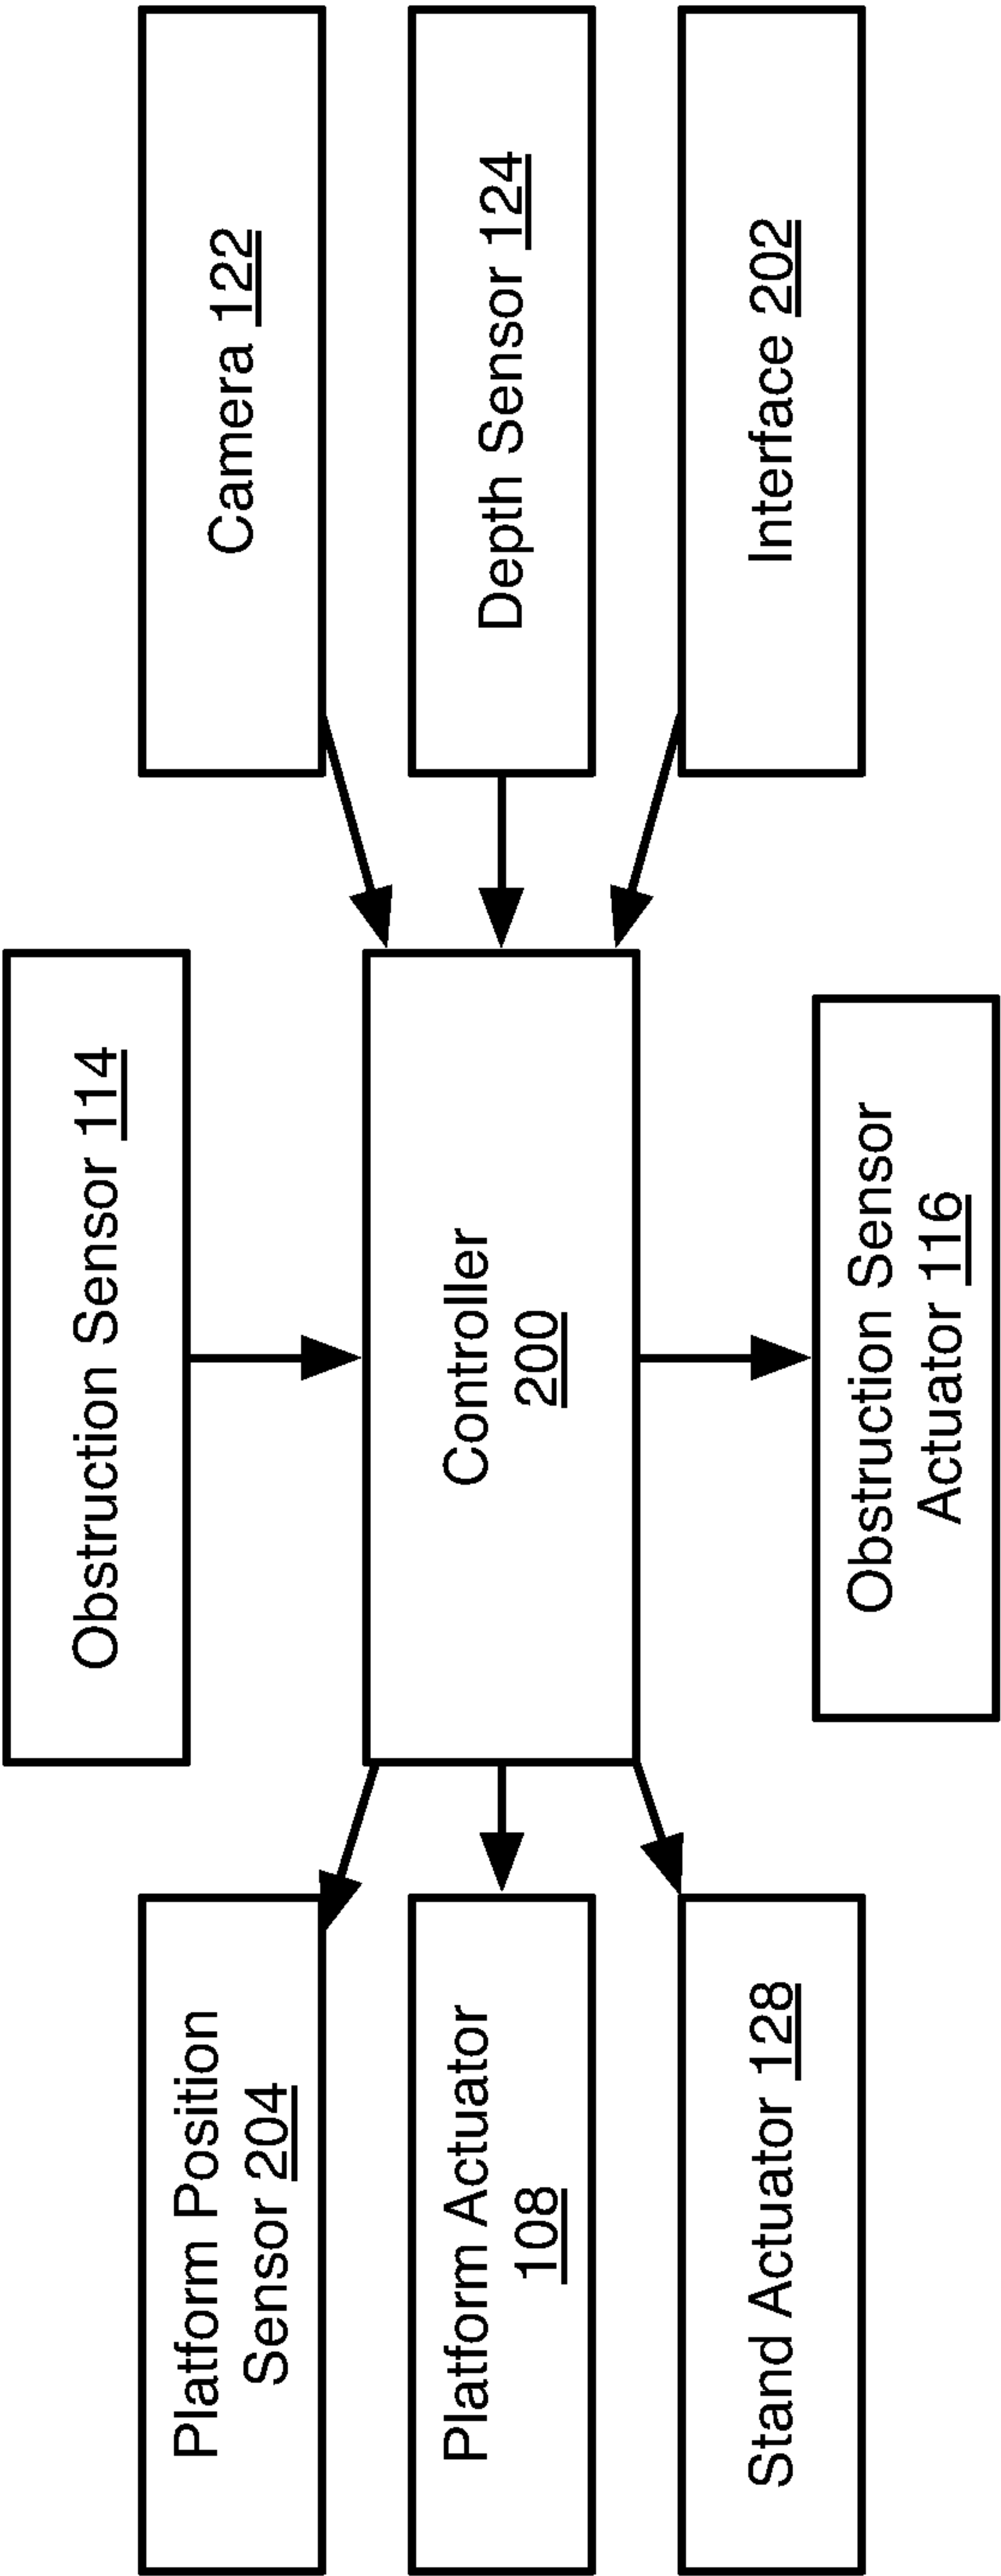 Obstruction Sensor 114
Platform Position
Sensor 204
Camera 122
Platform Actuator
108
Controller
200
Depth Sensor 124
Stand Actuator 128
Interface 202
Obstruction Sensor
Actuator 116